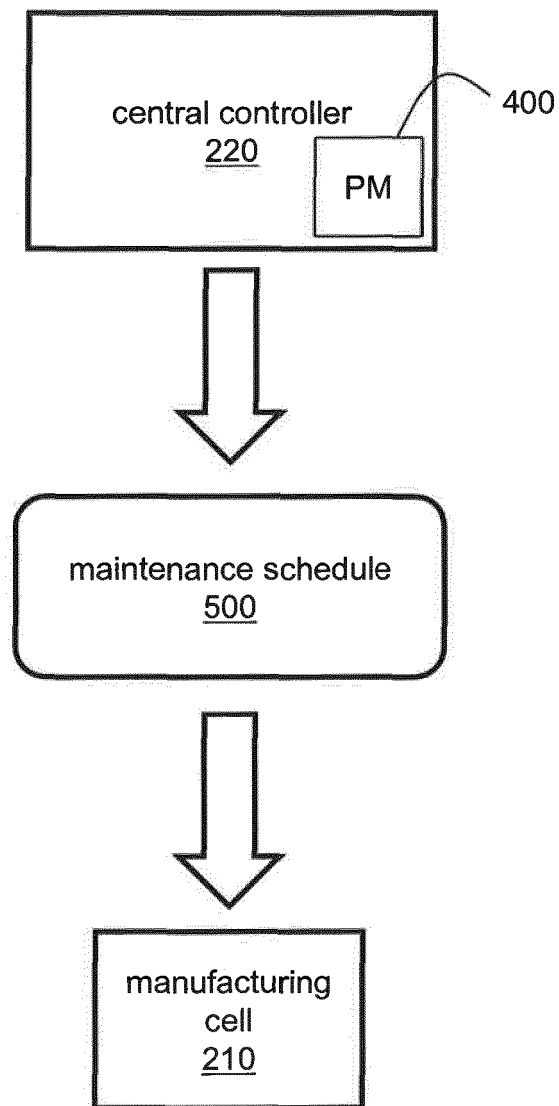 central controller
220
400
PM
maintenance schedule
500
manufacturing
cell
210